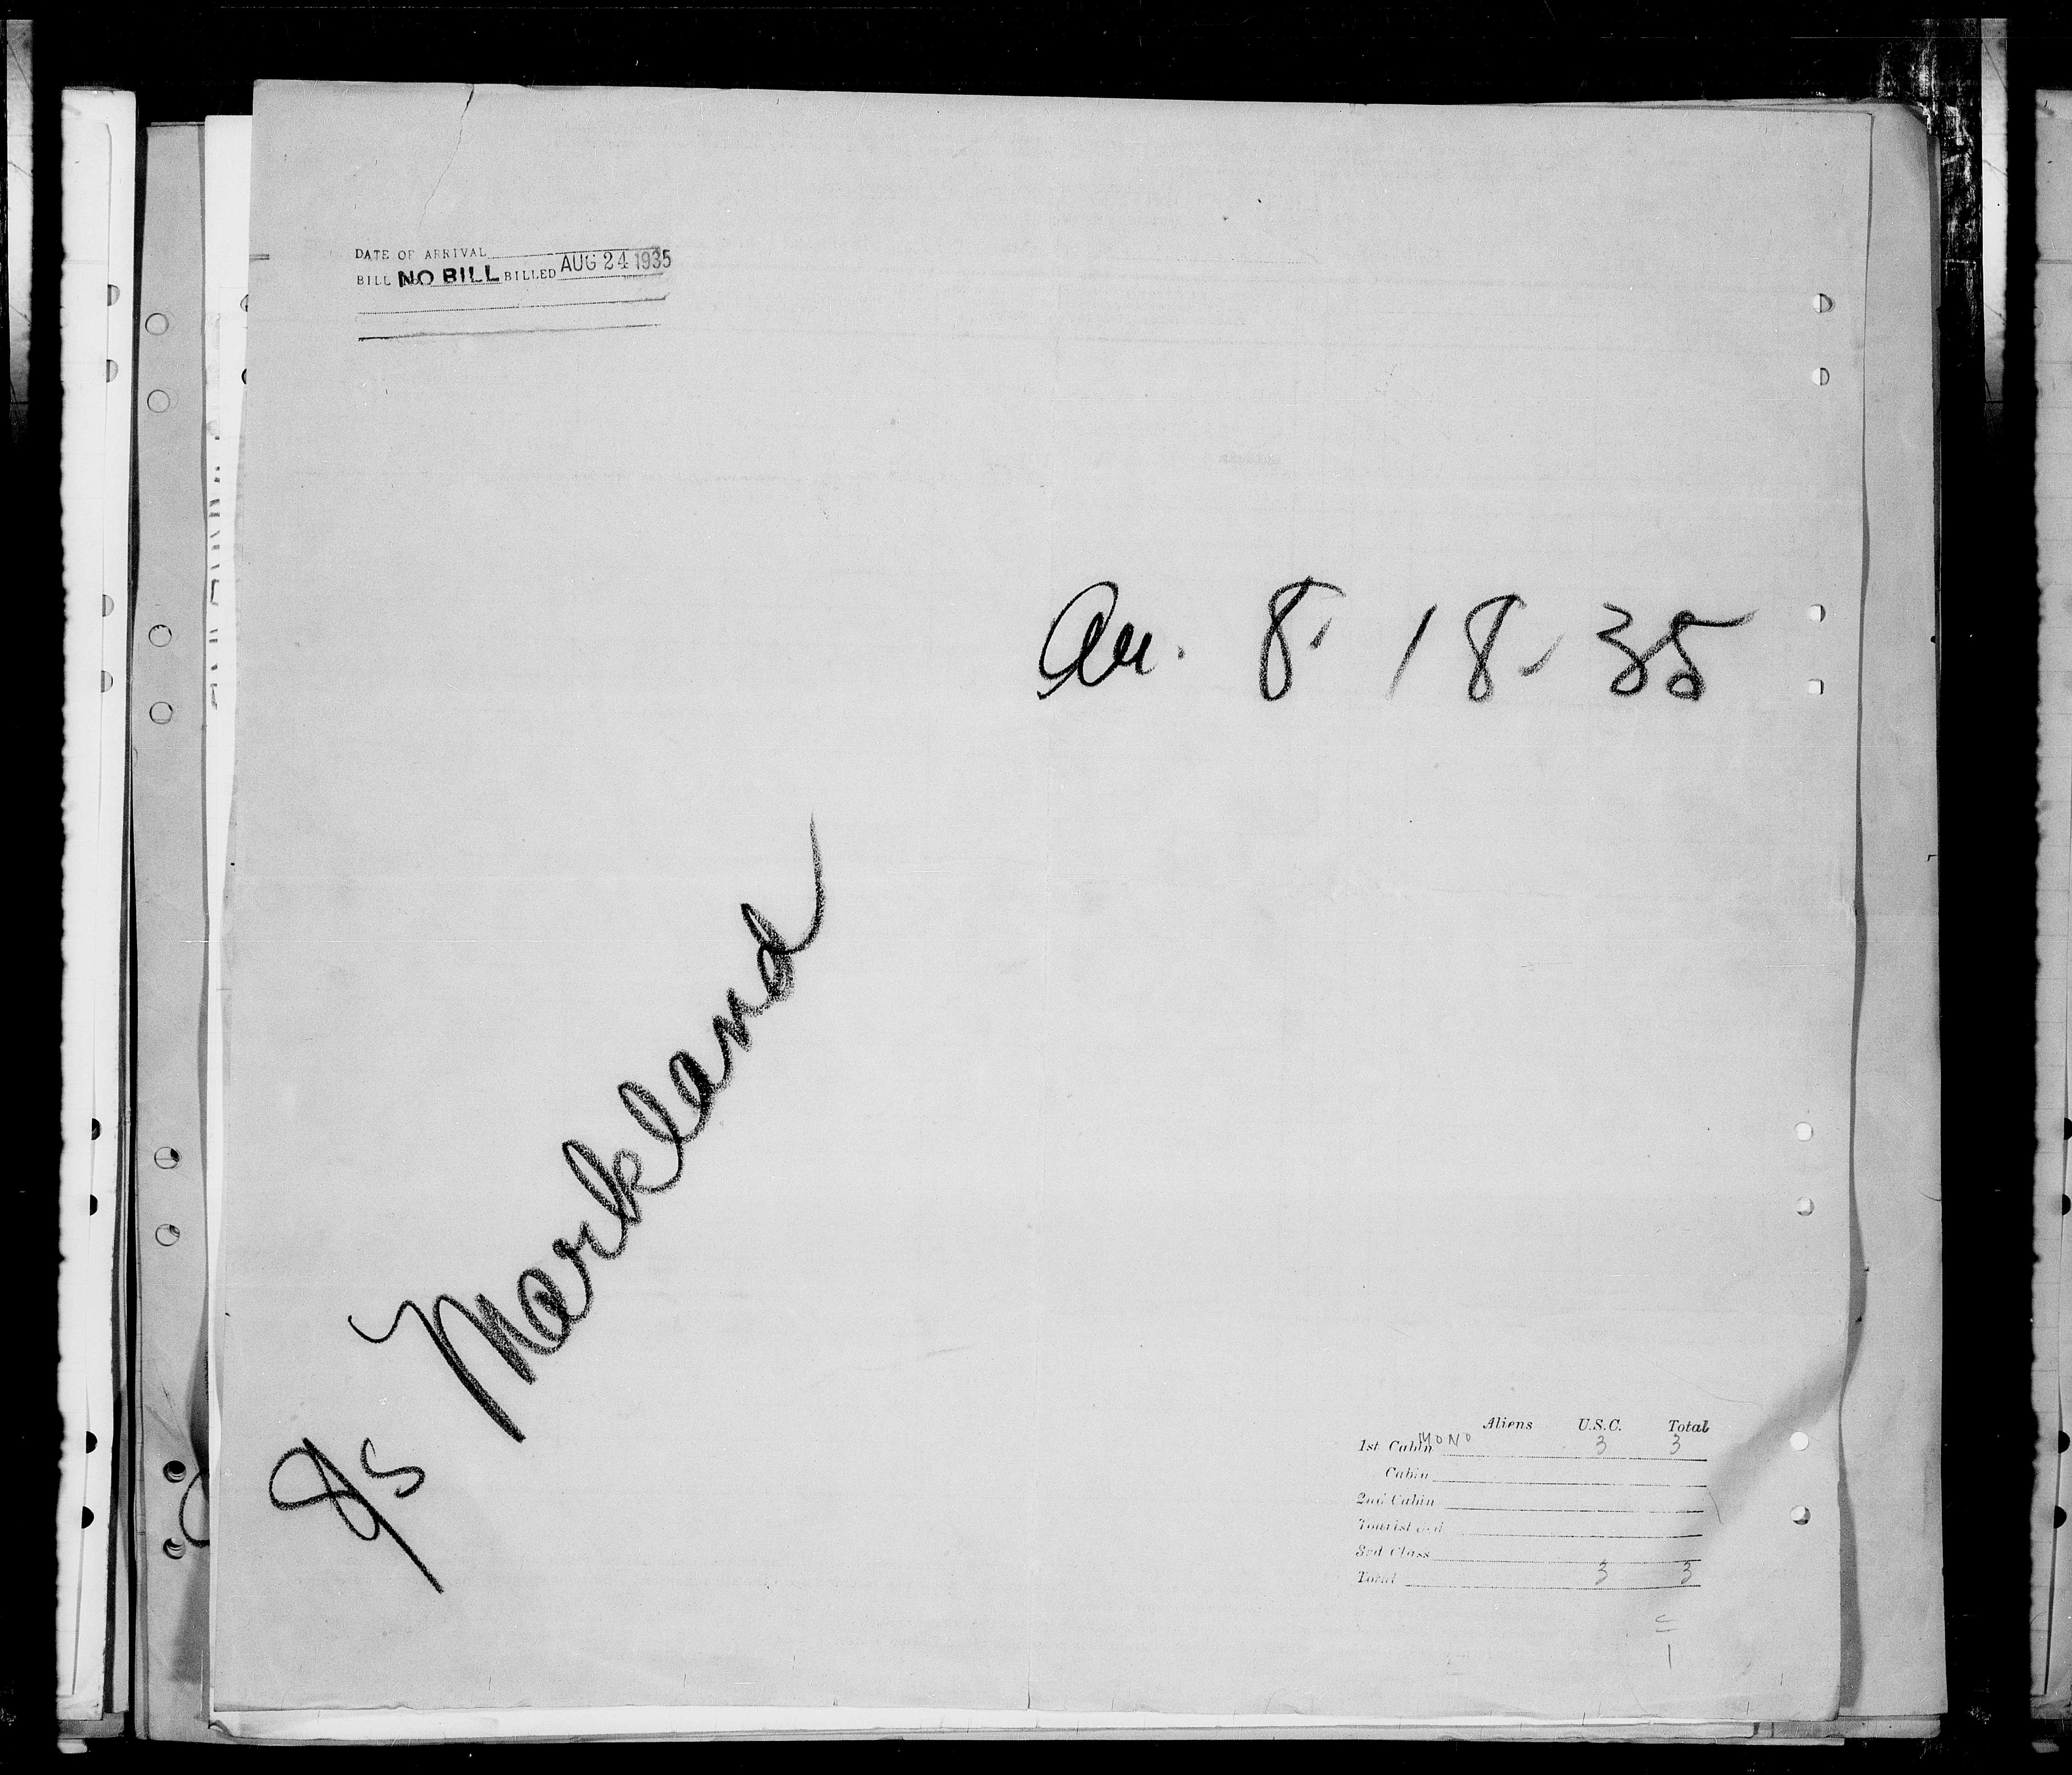 DATE OF ARRIVAL
BILL NO BILL BILLED AUG 24 1935
Arr. 8. 18. 35
SS Markland
Aliens U.S.C. Total
1st Cabin MONO 3 3
Cabin
2nd Cabin
Tourist 3rd
3rd Class
Total 3 3